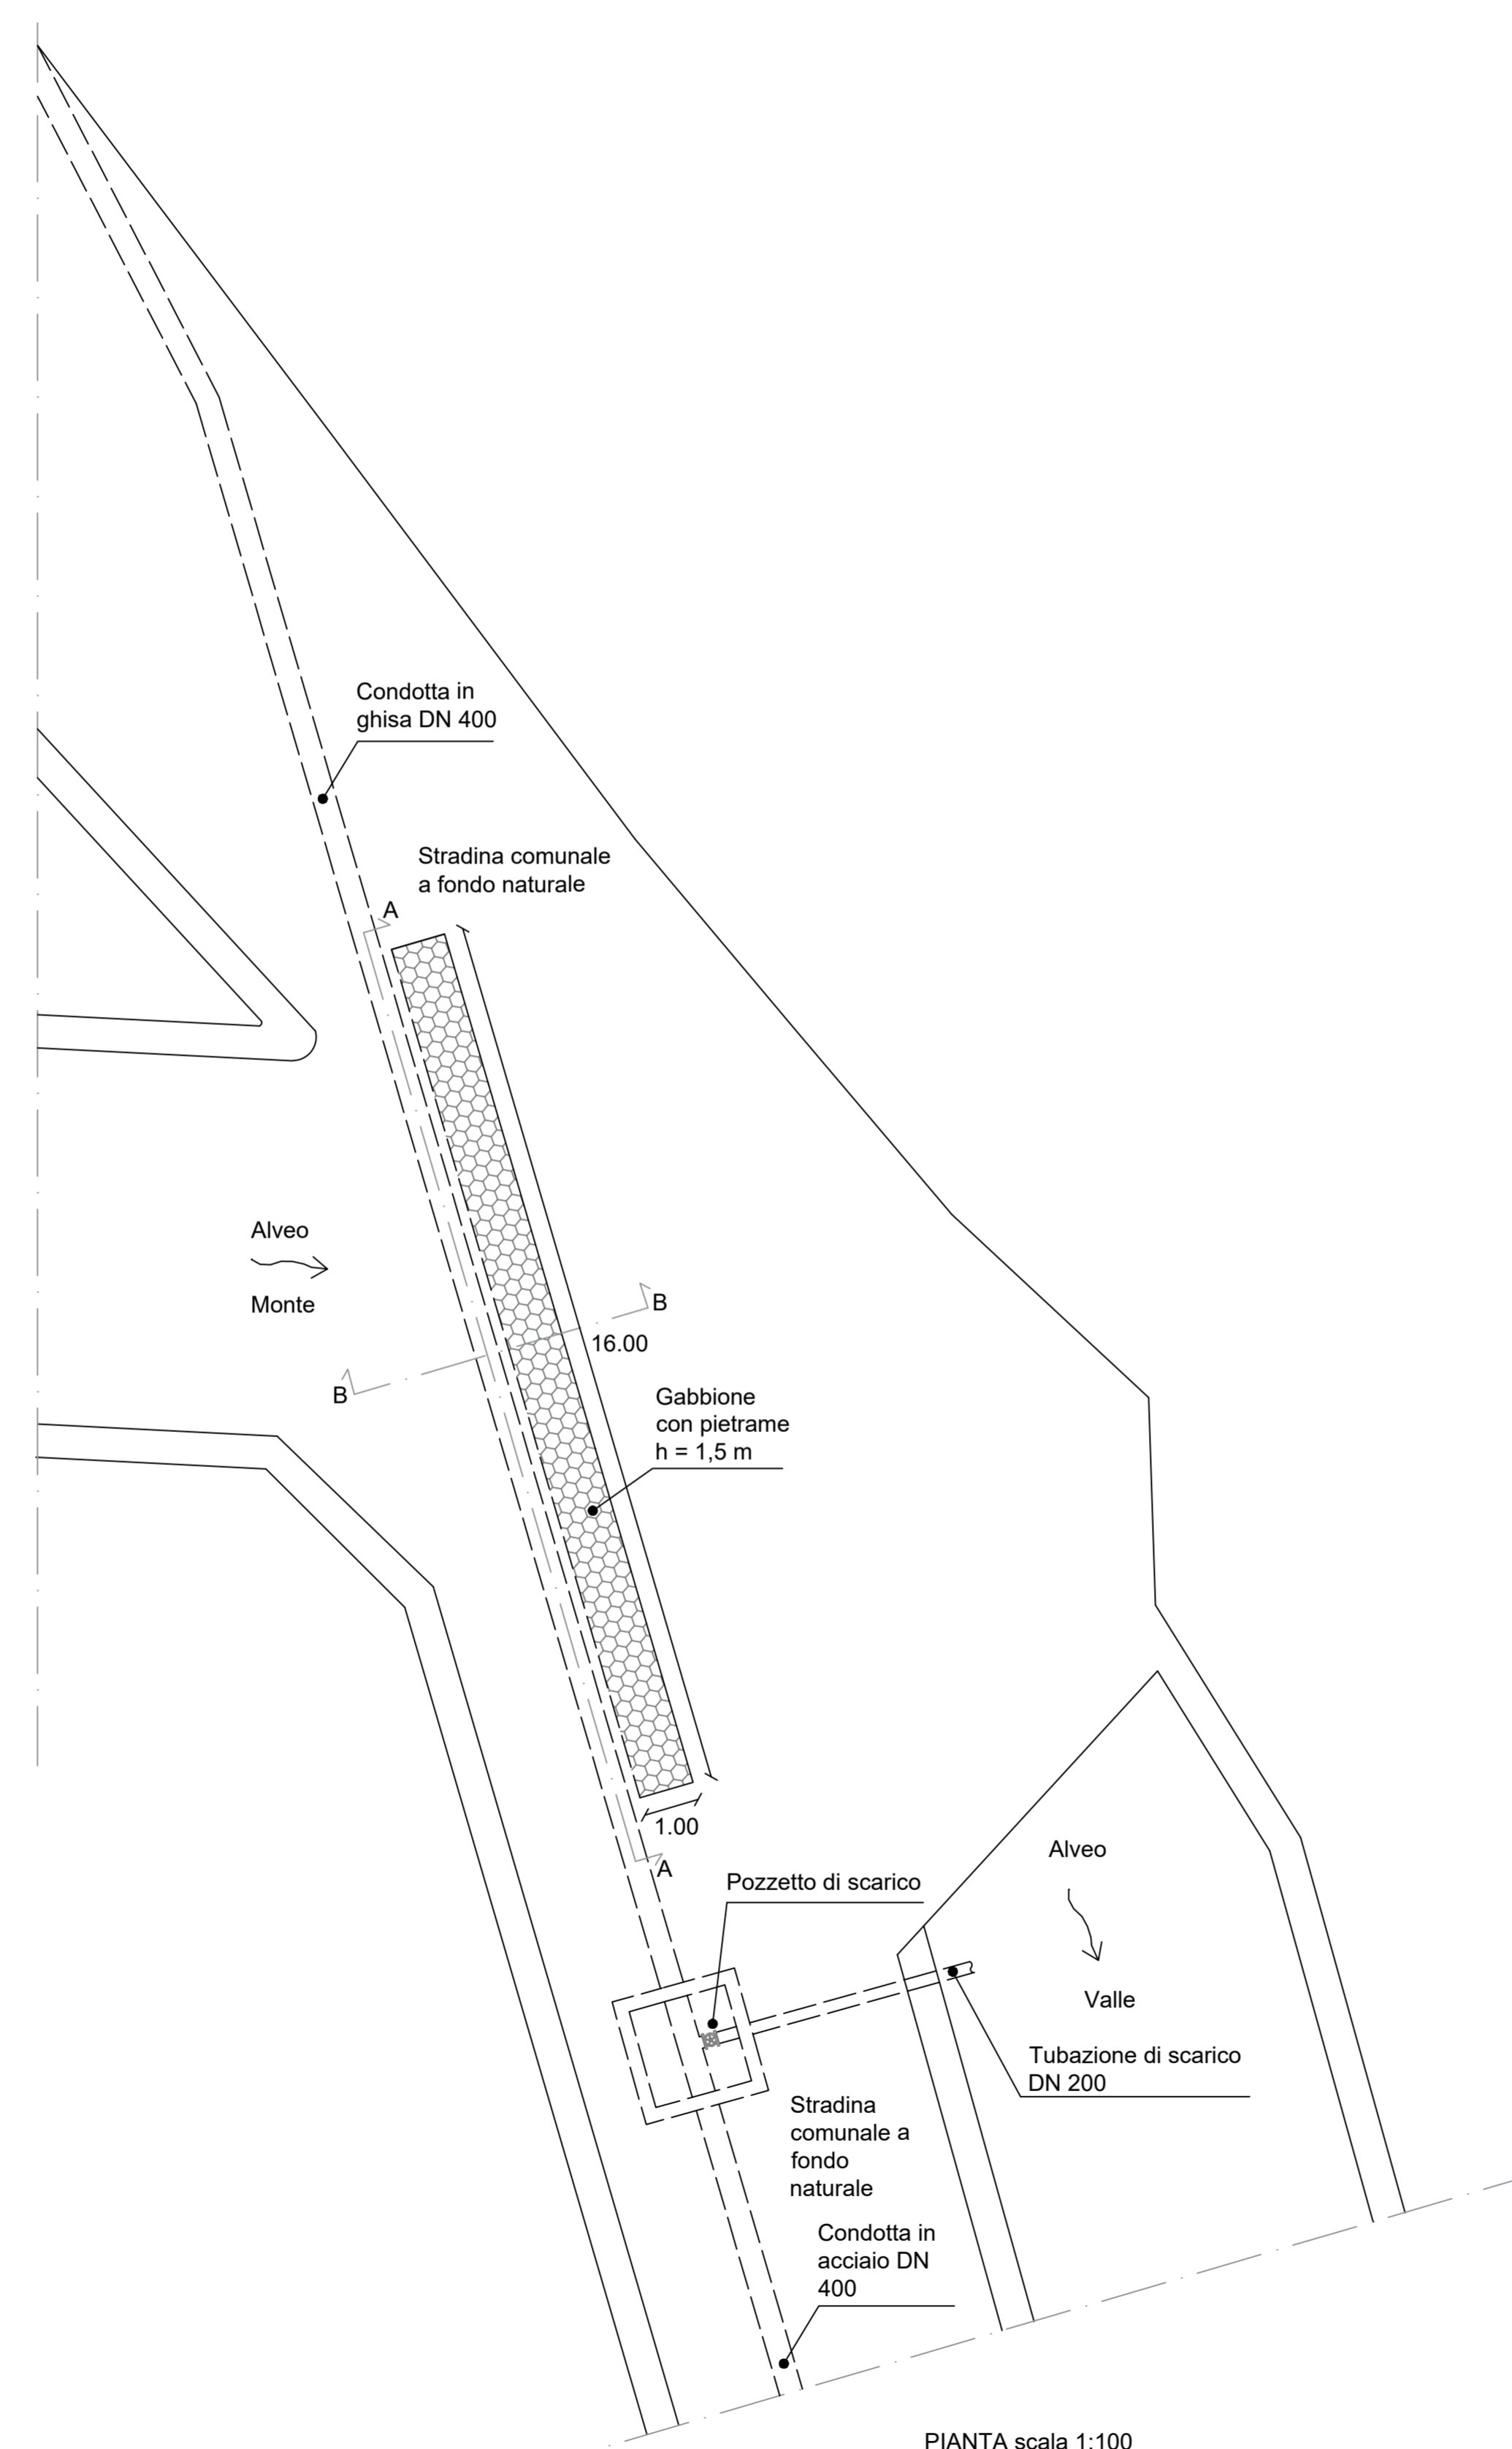 Condotta in
ghisa DN 400
Stradina comunale
a fondo naturale
A
Alveo
Monte
B
B
16.00
Gabbione
con pietrame
h = 1,5 m
1.00
A
Pozzetto di scarico
Alveo
Valle
Tubazione di scarico
DN 200
Stradina
comunale a
fondo
naturale
Condotta in
acciaio DN
400
PIANTA scala 1:100